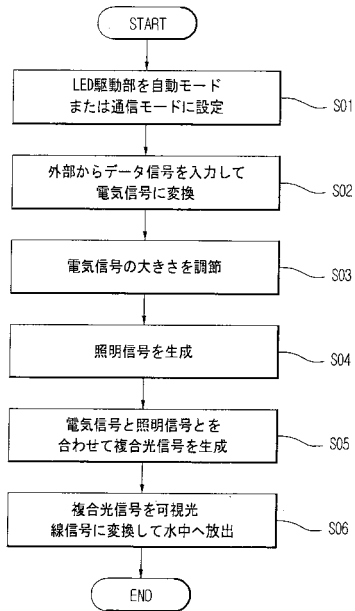 START
LED駆動部を自動モード
または通信モードに設定
S01
外部からデータ信号を入力して
電気信号に変換
S02
電気信号の大きさを調節
S03
照明信号を生成
S04
電気信号と照明信号とを
合わせて複合光信号を生成
S05
複合光信号を可視光
線信号に変換して水中へ放出
S06
END